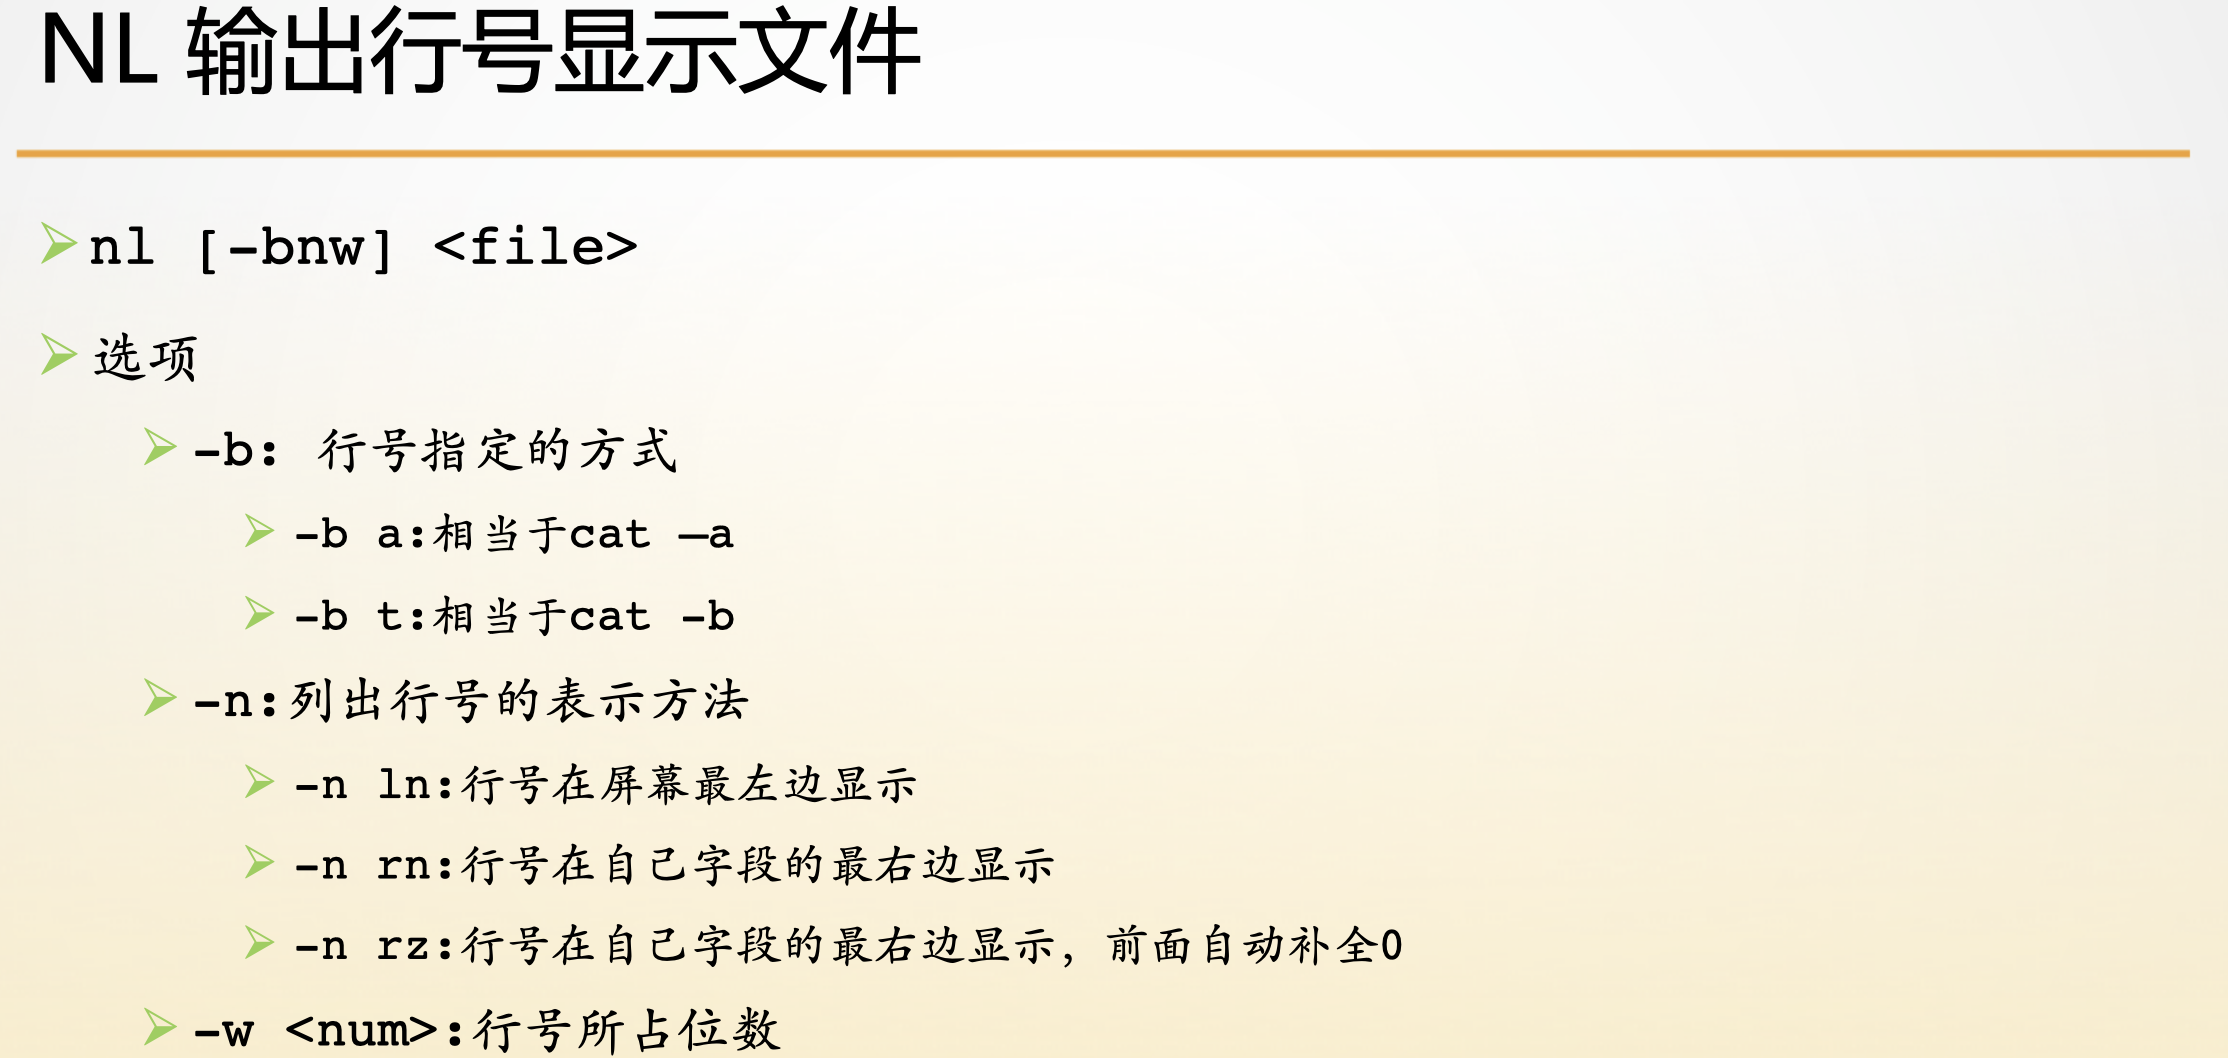 NL 输出行号显示文件
nl [-bnw] <file>
选项
-b: 行号指定的方式
-b a:相当于cat –a
-b t:相当于cat -b
-n:列出行号的表示方法
-n ln:行号在屏幕最左边显示
-n rn:行号在自己字段的最右边显示
-n rz:行号在自己字段的最右边显示，前面自动补全0
-w <num>:行号所占位数